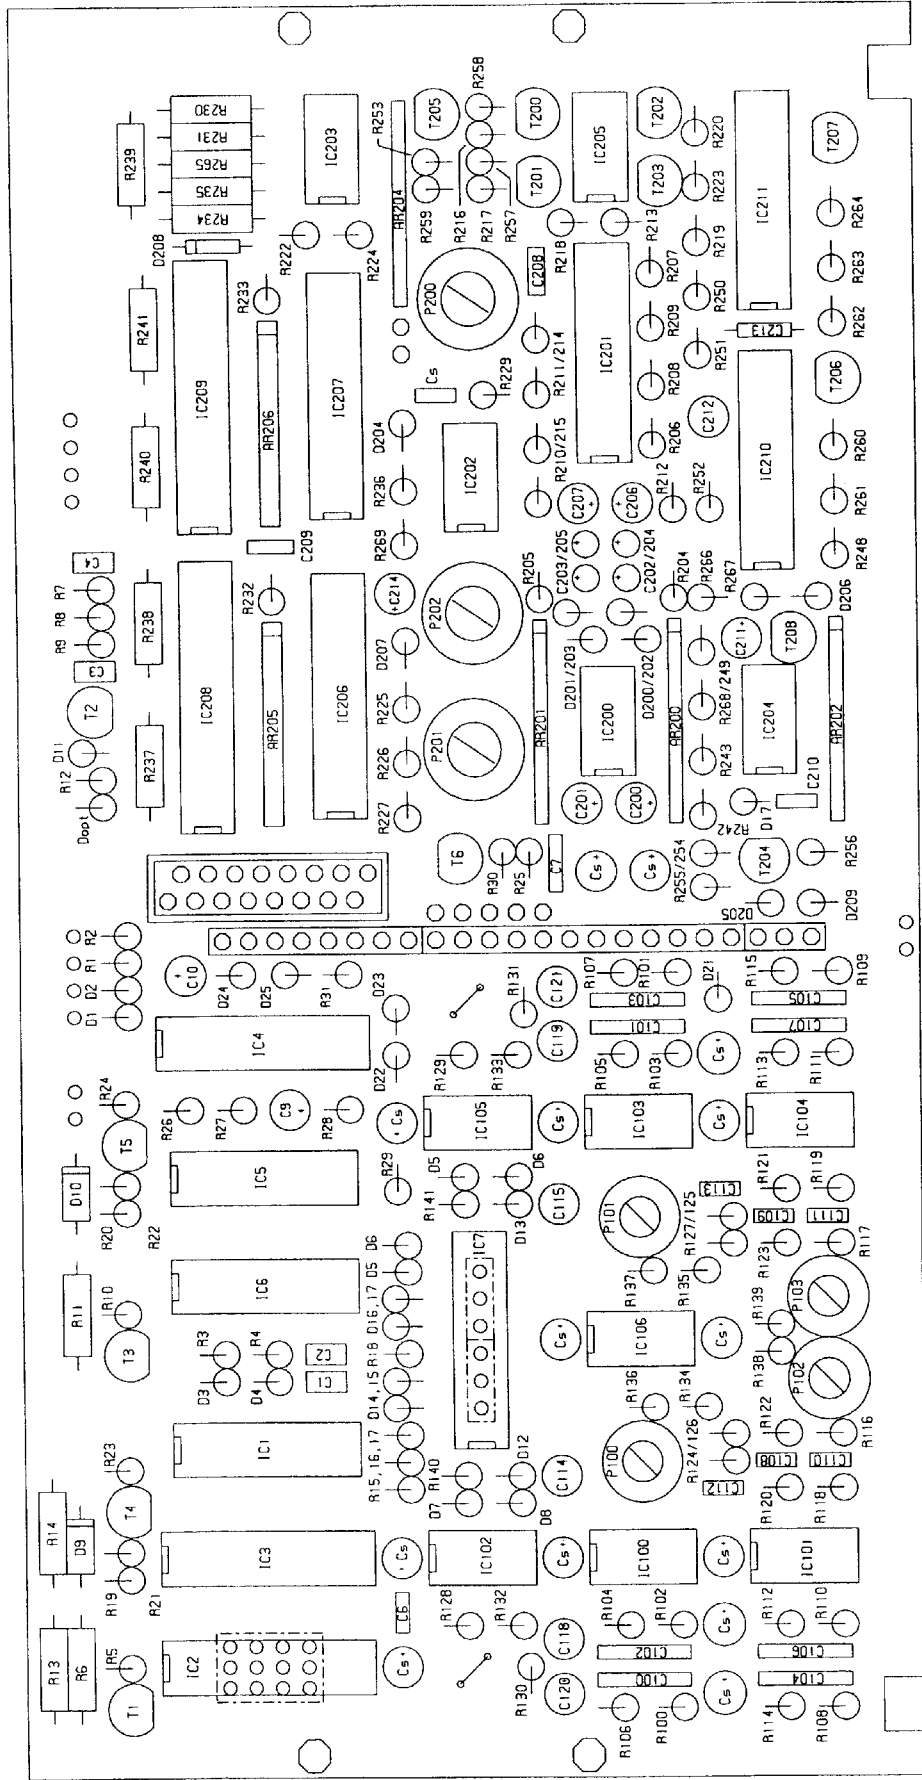 R239
R230
R231
R265
R235
R234
D208
IC203
R222
R224
R253
AR204
T205
R258
R259
R216
R217
R257
T200
T201
IC205
T202
T203
R220
R223
IC211
T207
R264
R241
R240
IC209
R233
AR206
IC207
P200
C208
R218
R213
R207
R219
R263
R250
R262
C213
Cs
R229
R211/214
IC201
R209
R208
R251
D204
R236
R269
IC202
R210/215
R206
C212
IC210
T206
R260
R261
R248
C207
+
C206
+
R212
R252
C209
C4
R7
R8
R9
C3
T2
D11
R12
Dopt
R238
R237
IC208
R232
AR205
IC206
+C214
D207
R225
R226
R227
P202
P201
R205
C203/205
+
+
C202/204
+
+
R204
R266
R267
D206
D201/203
D200/202
IC200
AR201
AR200
C201
+
C200
+
R268/249
R243
R242
C211+
T208
IC204
C210
D17
AR202
T6
R30
R25
C7
Cs+
Cs+
R255/254
T204
R256
D205
D209
R2
R1
D2
D1
+
C10
D24
D25
R31
D23
IC4
D22
R131
C121
R107
R101
D21
R115
R109
C103
C101
C105
C107
R129
R133
C119
R105
R103
Cs+
R113
R111
R24
T5
R26
R27
C9
+
R28
+Cs
IC105
Cs+
IC103
Cs+
IC104
D10
R20
R22
IC5
R29
D5
R141
D6
D13
C115
P101
C113
R127/125
R121
R119
C109
C111
R123
R117
R11
R10
T3
IC6
D6
D5
D16,17
R18
D14,15
R15,16,17
IC7
R137
R135
Cs+
IC106
Cs+
R139
R138
P103
P102
R3
D3
R4
D4
C2
C1
R136
R134
P100
R124/126
C112
R122
R116
C108
C110
R120
R118
R23
T4
IC1
R140
D7
D12
D8
C114
R14
D9
R19
R21
IC3
Cs+
IC102
Cs+
IC100
Cs+
IC101
R13
R6
R5
T1
IC2
C6
Cs+
R128
R132
R130
C118
C120
R104
R102
C102
C100
R106
R100
Cs+
Cs+
R112
R110
C106
C104
R114
R108